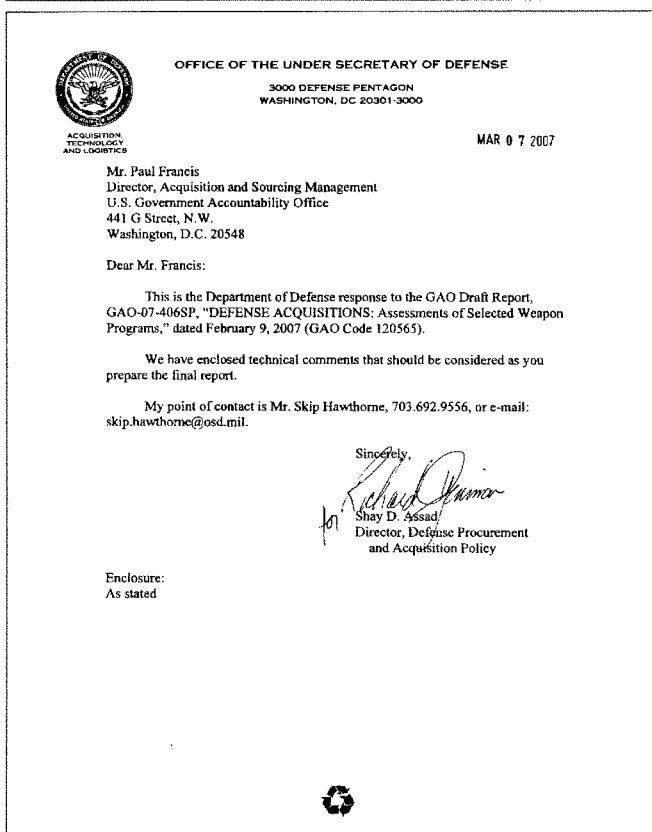 OFFICE OF THE UNDER SECRETARY OF DEFENSE
3000 DEFENSE PENTAGON
WASHINGTON, DC 20301-3000
ACQUISITION,
TECHNOLOGY
AND LOGISTICS
MAR 0 7 2007
Mr. Paul Francis
Director, Acquisition and Sourcing Management
U.S. Government Accountability Office
441 G Street, N.W.
Washington, D.C. 20548
Dear Mr. Francis:
This is the Department of Defense response to the GAO Draft Report,
GAO-07-406SP, “DEFENSE ACQUISITIONS: Assessments of Selected Weapon
Programs,” dated February 9, 2007 (GAO Code 120565).
We have enclosed technical comments that should be considered as you
prepare the final report.
My point of contact is Mr. Skip Hawthorne, 703.692.9556, or e-mail:
skip.hawthorne@osd.mil.
Sincerely,
Richard
for
Shay D. Assad
Director, Defense Procurement
and Acquisition Policy
Enclosure:
As stated